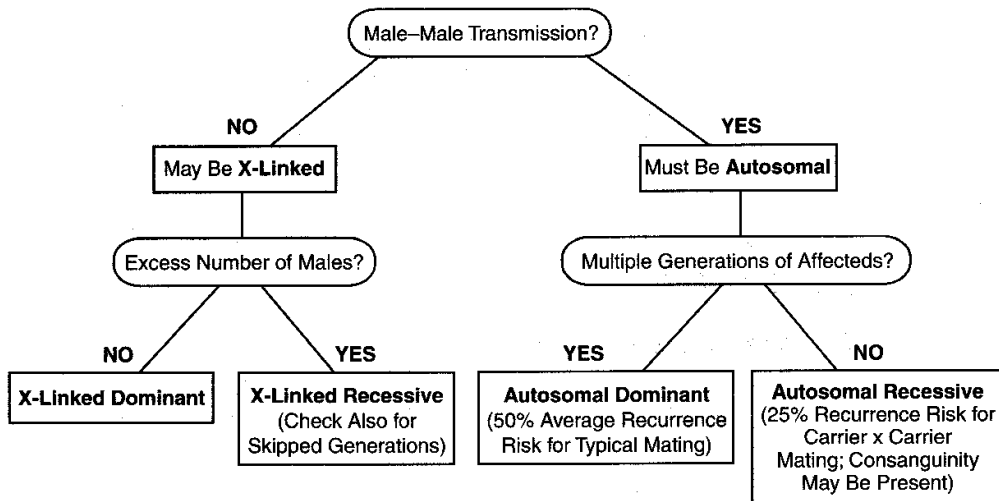 Male–Male Transmission?
NO
YES
May Be X-Linked
Must Be Autosomal
Excess Number of Males?
Multiple Generations of Affecteds?
NO
YES
YES
NO
X-Linked Dominant
X-Linked Recessive
(Check Also for
Skipped Generations)
Autosomal Dominant
(50% Average Recurrence
Risk for Typical Mating)
Autosomal Recessive
(25% Recurrence Risk for
Carrier x Carrier
Mating; Consanguinity
May Be Present)